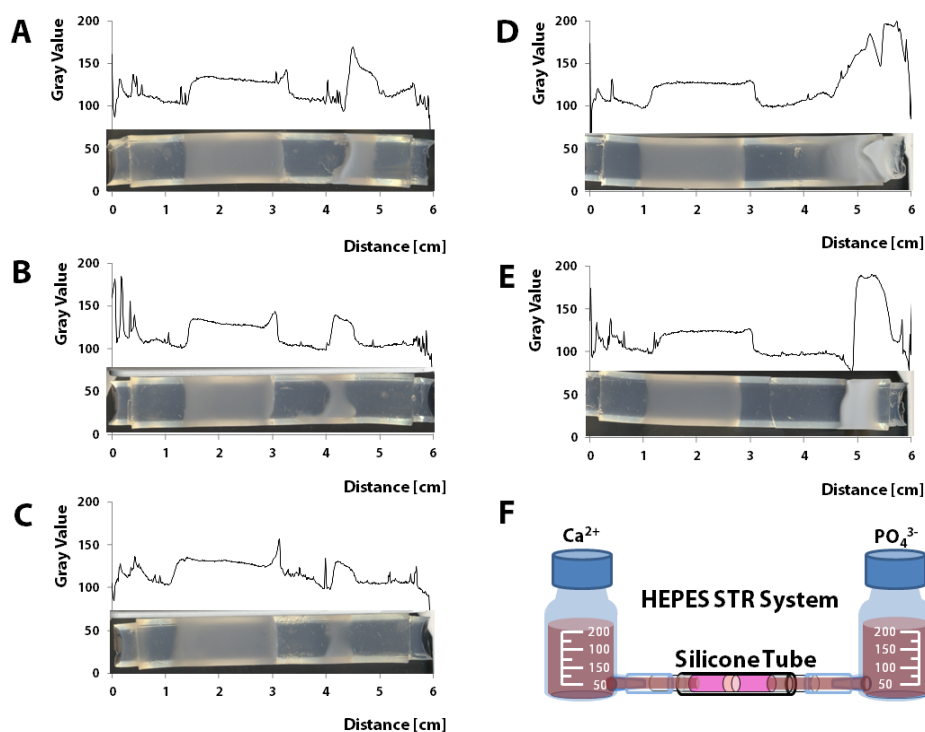 A
Gray Value
200
150
100
50
0
0 1 2 3 4 5 6
Distance [cm]
B
Gray Value
200
150
100
50
0
0 1 2 3 4 5 6
Distance [cm]
C
Gray Value
200
150
100
50
0
0 1 2 3 4 5 6
Distance [cm]
D
Gray Value
200
150
100
50
0
0 1 2 3 4 5 6
Distance [cm]
E
Gray Value
200
150
100
50
0
0 1 2 3 4 5 6
Distance [cm]
F
Ca²⁺ PO₄³⁻
HEPES STR System
200 200
150 150
100 100
50 50
Silicone Tube